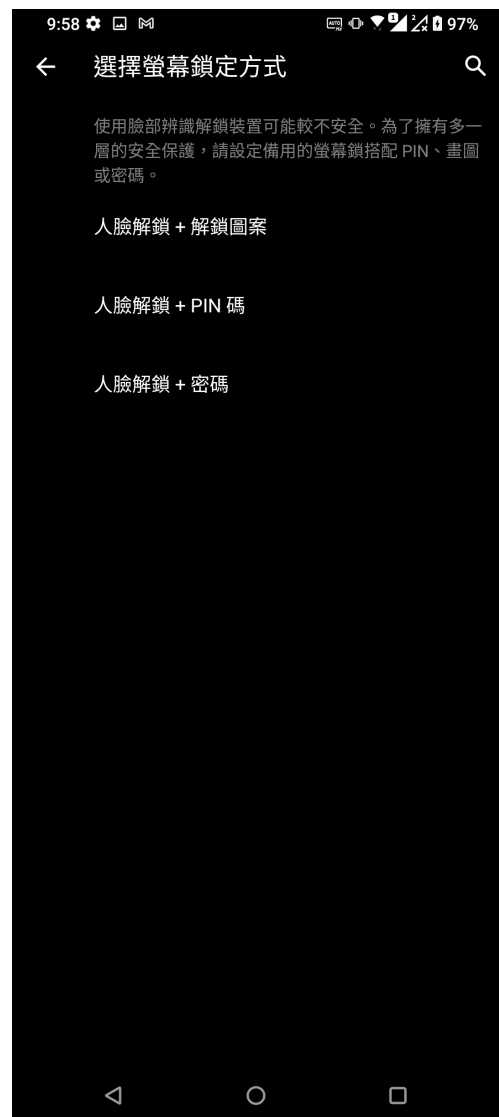 9:58 97%
選擇螢幕鎖定方式
使用臉部辨識解鎖裝置可能較不安全。為了擁有多一
層的安全保護，請設定備用的螢幕鎖搭配 PIN、畫圖
或密碼。
人臉解鎖 + 解鎖圖案
人臉解鎖 + PIN 碼
人臉解鎖 + 密碼